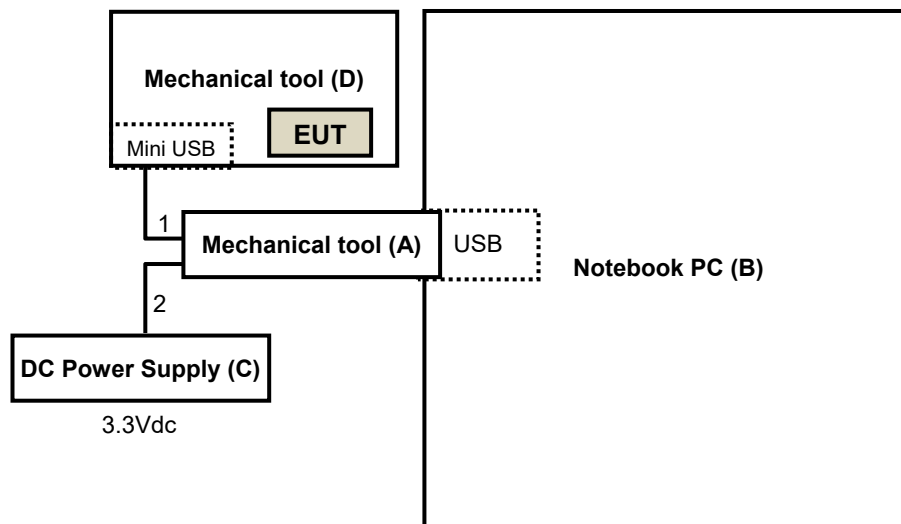 Mechanical tool (D)
EUT
Mini USB
1
Mechanical tool (A)
USB
Notebook PC (B)
2
DC Power Supply (C)
3.3Vdc